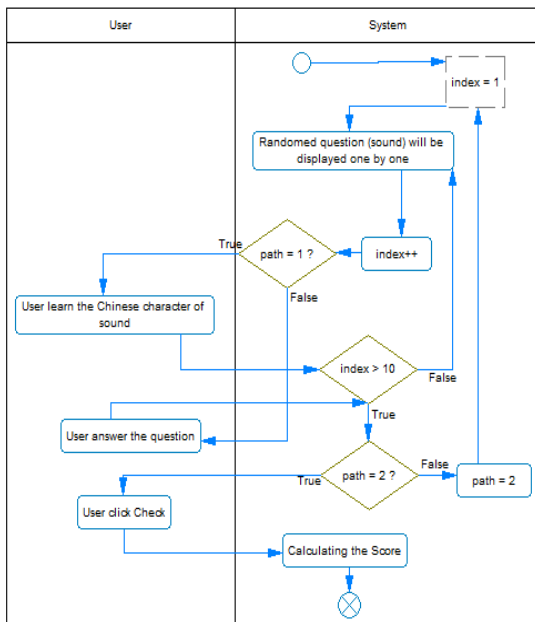 User
System
index = 1
Randomed question (sound) will be
displayed one by one
index++
path = 1 ?
True
False
User learn the Chinese character of
sound
index > 10
False
True
User answer the question
path = 2 ?
True
False
path = 2
User click Check
Calculating the Score